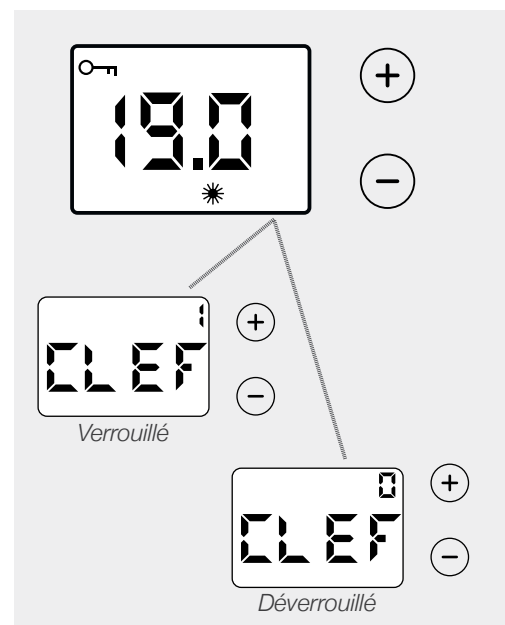 19.0
+
−
1
CLEF
+
−
Verrouillé
0
CLEF
+
−
Déverrouillé